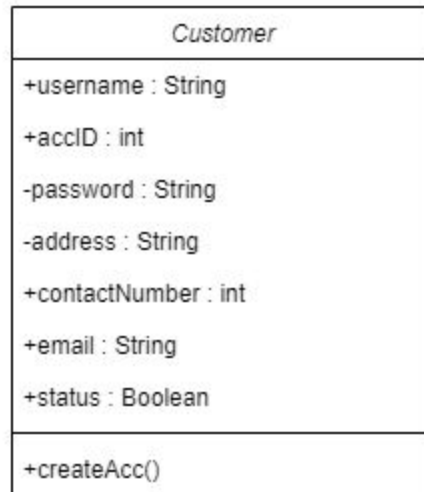 Customer
+username : String
+accID : int
-password : String
-address : String
+contactNumber : int
+email : String
+status : Boolean
+createAcc()